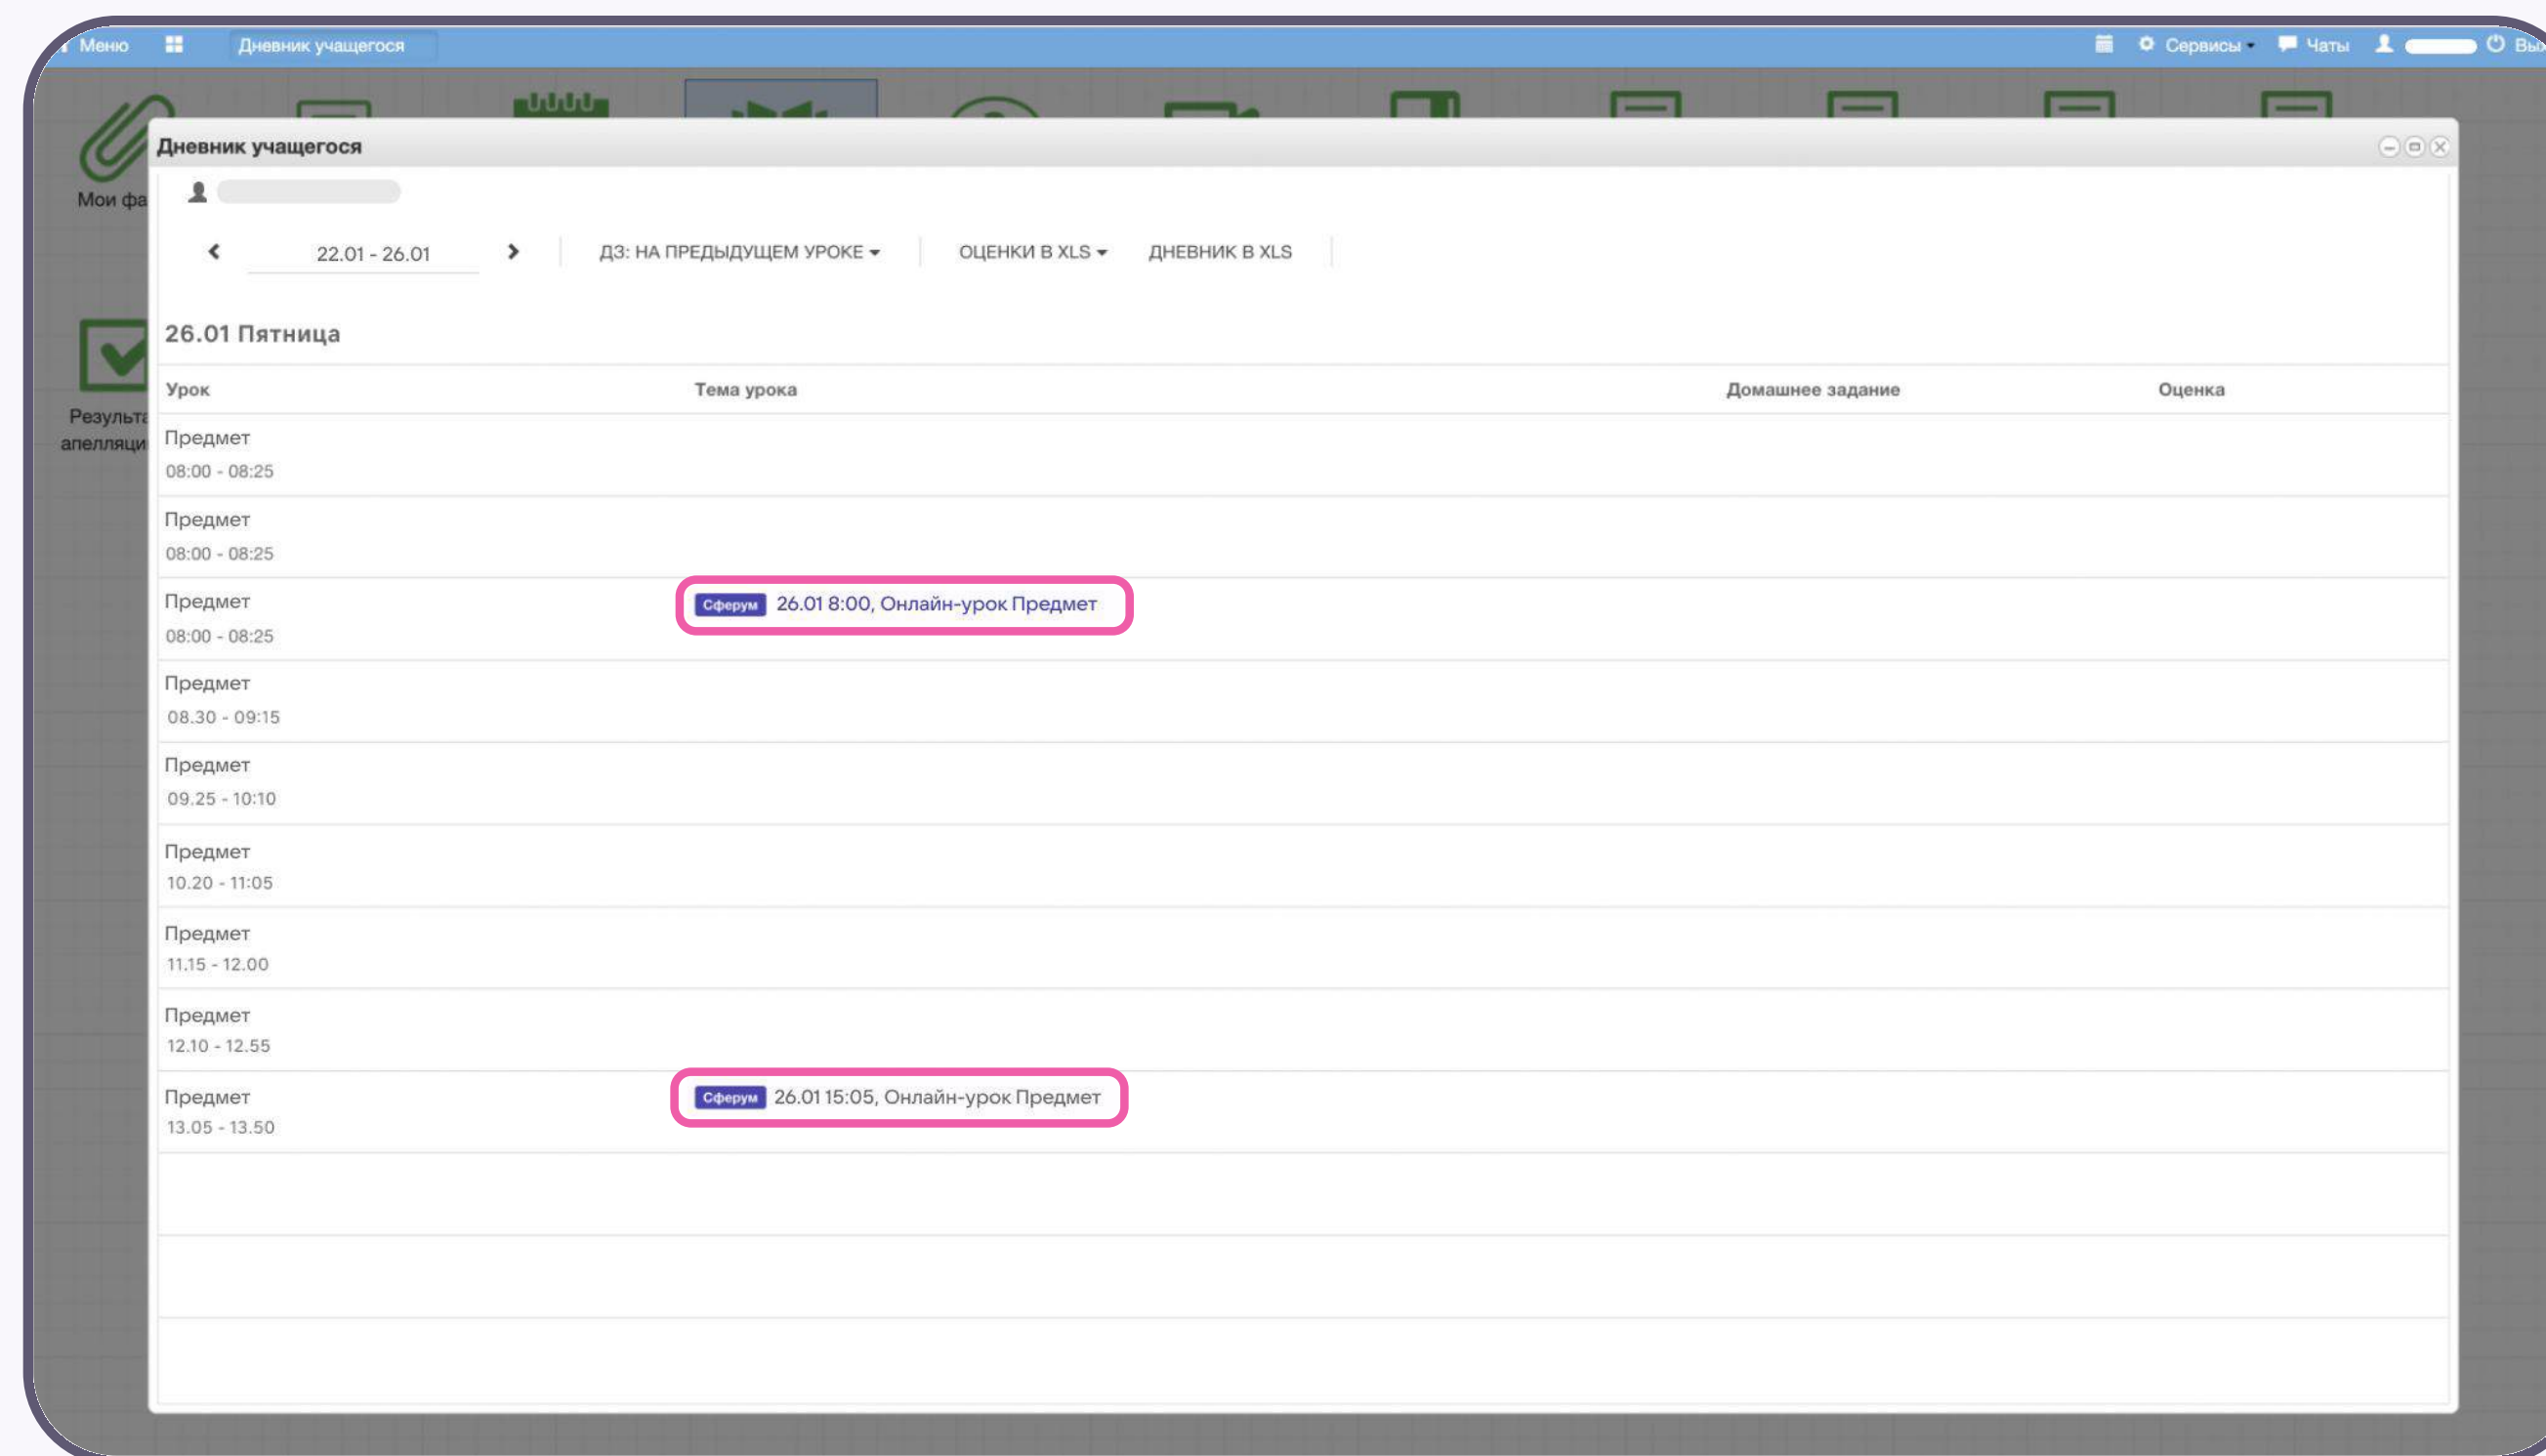 Меню Дневник учащегося Сервисы Чаты
Мои
Дневник учащегося
22.01 - 26.01 ДЗ: НА ПРЕДЫДУЩЕМ УРОКЕ ОЦЕНКИ В XLS ДНЕВНИК В XLS
26.01 Пятница
Урок Тема урока Домашнее задание Оценка
Предмет
08:00 - 08:25
Предмет
08:00 - 08:25
Предмет Сферум 26.01 8:00, Онлайн-урок Предмет
08:00 - 08:25
Предмет
08.30 - 09:15
Предмет
09.25 - 10:10
Предмет
10.20 - 11:05
Предмет
11.15 - 12.00
Предмет
12.10 - 12.55
Предмет Сферум 26.01 15:05, Онлайн-урок Предмет
13.05 - 13.50